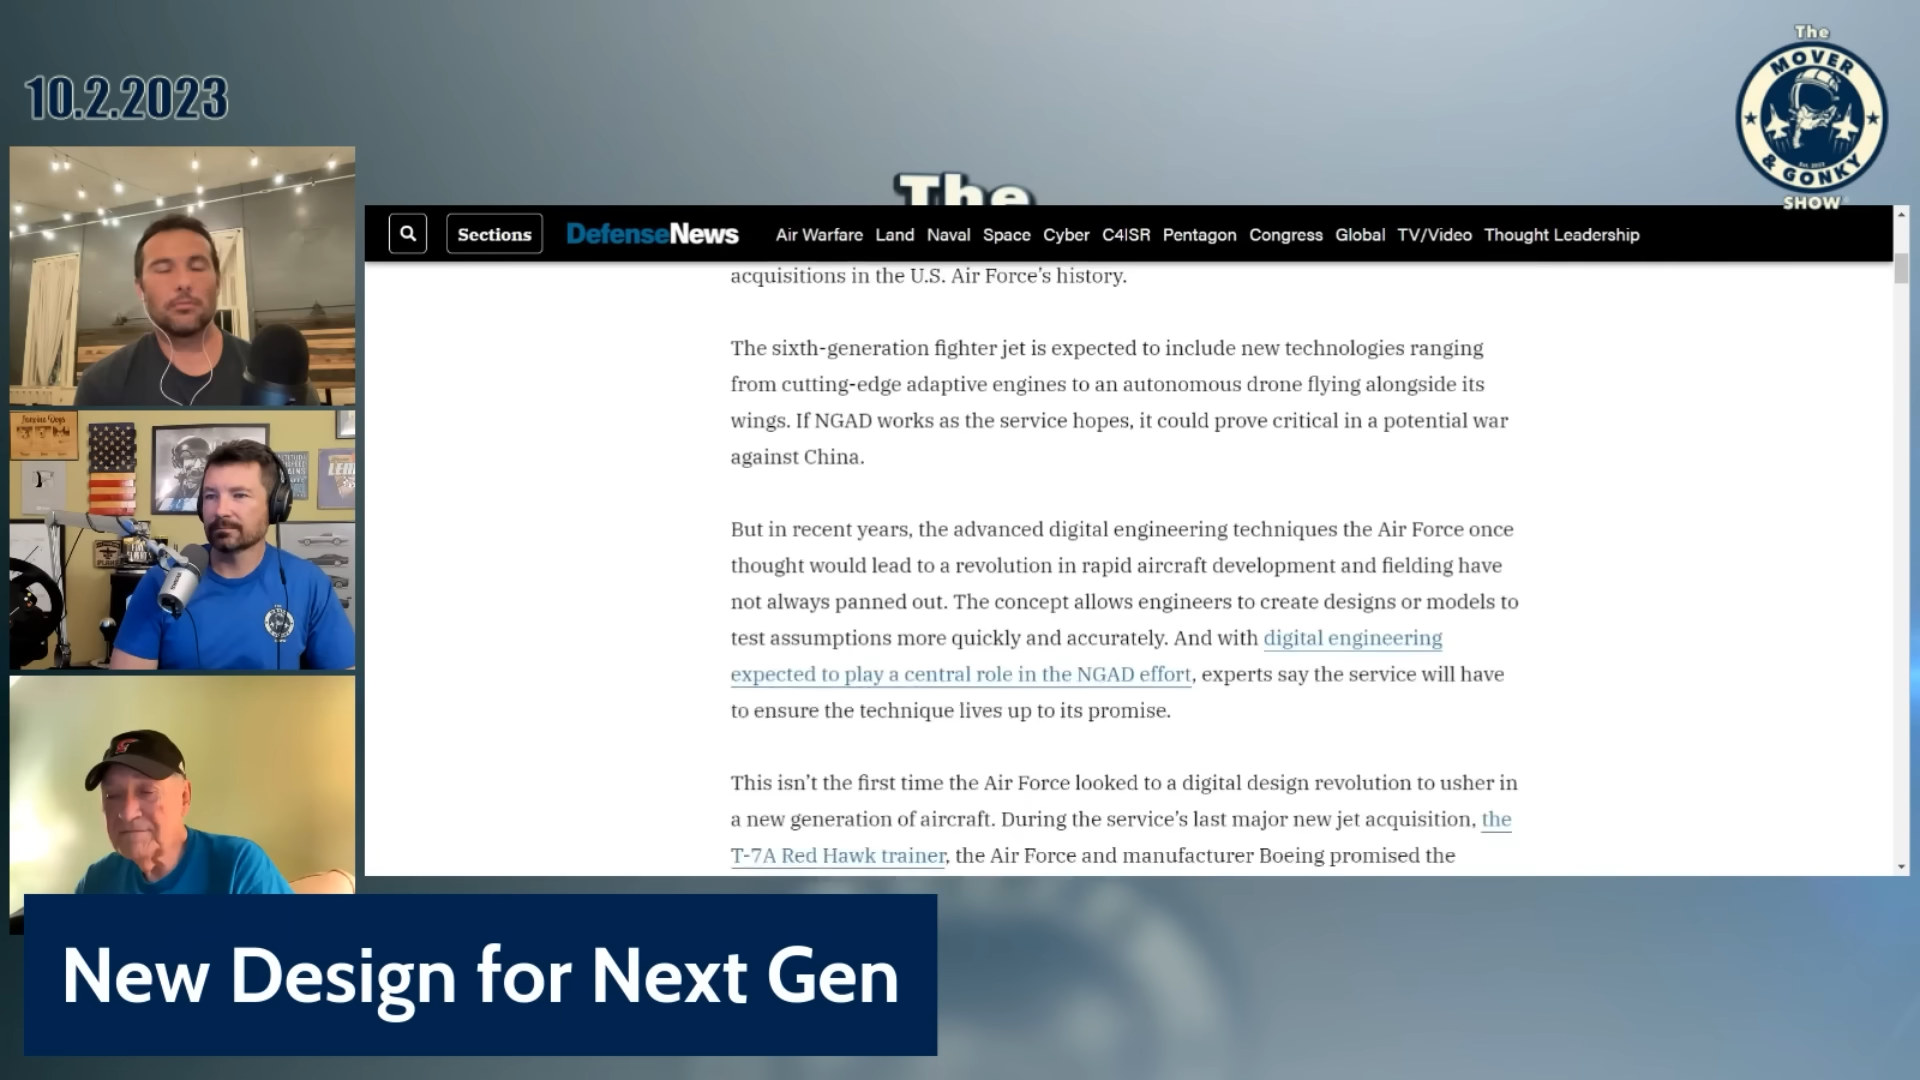 10.2.2023
The
MOVER
& GONKY
SHOW
The
Sections
DefenseNews
Air Warfare Land Naval Space Cyber C4ISR Pentagon Congress Global TV/Video Thought Leadership
acquisitions in the U.S. Air Force’s history.
The sixth-generation fighter jet is expected to include new technologies ranging
from cutting-edge adaptive engines to an autonomous drone flying alongside its
wings. If NGAD works as the service hopes, it could prove critical in a potential war
against China.
But in recent years, the advanced digital engineering techniques the Air Force once
thought would lead to a revolution in rapid aircraft development and fielding have
not always panned out. The concept allows engineers to create designs or models to
test assumptions more quickly and accurately. And with digital engineering
expected to play a central role in the NGAD effort, experts say the service will have
to ensure the technique lives up to its promise.
This isn’t the first time the Air Force looked to a digital design revolution to usher in
a new generation of aircraft. During the service’s last major new jet acquisition, the
T-7A Red Hawk trainer, the Air Force and manufacturer Boeing promised the
New Design for Next Gen